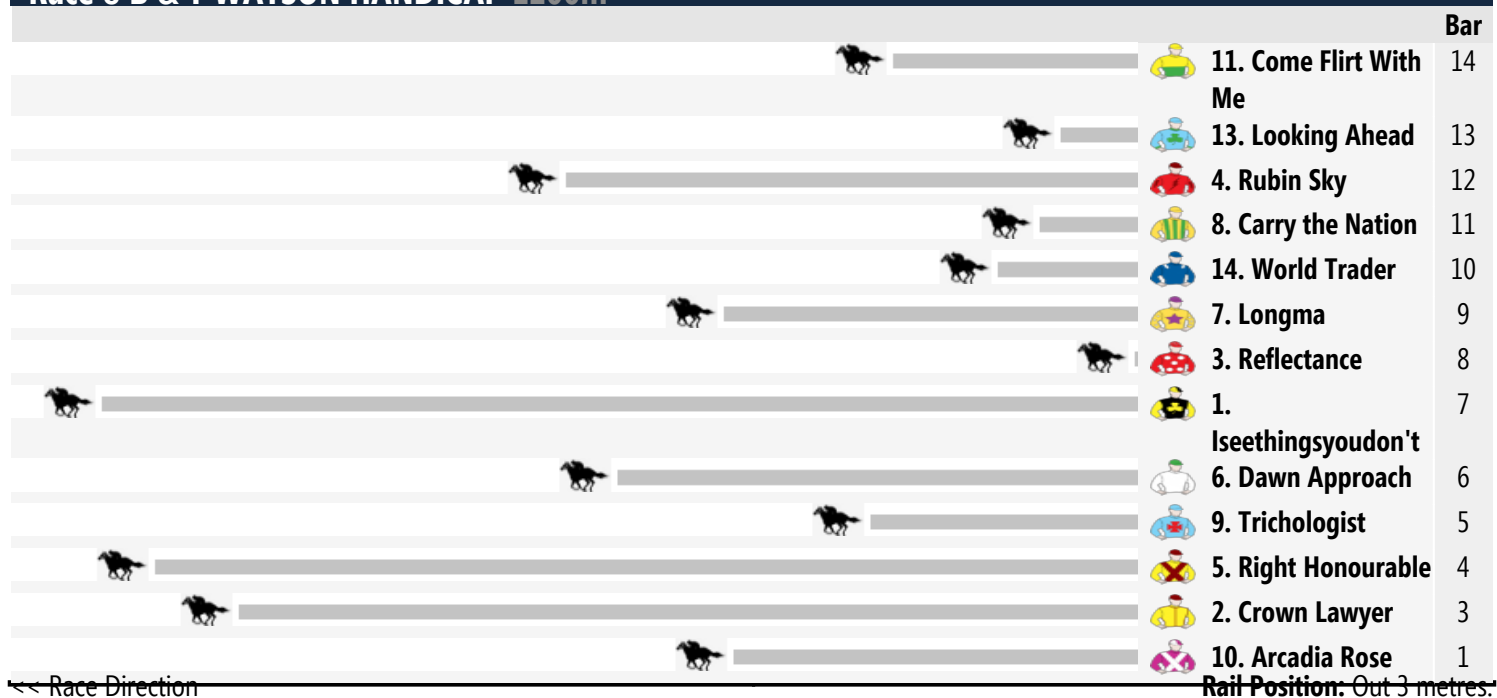 Bar
11. Come Flirt With 14
Me
13. Looking Ahead 13
4. Rubin Sky 12
8. Carry the Nation 11
14. World Trader 10
7. Longma 9
3. Reflectance 8
1. 7
Iseethingsyoudon't
6. Dawn Approach 6
9. Trichologist 5
5. Right Honourable 4
2. Crown Lawyer 3
10. Arcadia Rose 1
<< Race Direction Rail Position: Out 3 metres.